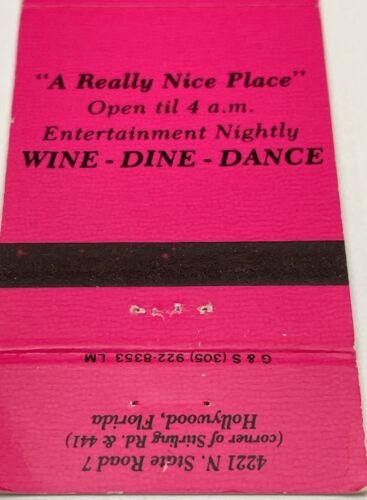 "A Really Nice Place"
Open til 4 a.m.
Entertainment Nightly
WINE - DINE - DANCE
G & S (305) 922-8353 LM
4221 N. State Road 7
(corner of Stirling Rd. & 441)
Hollywood, Florida